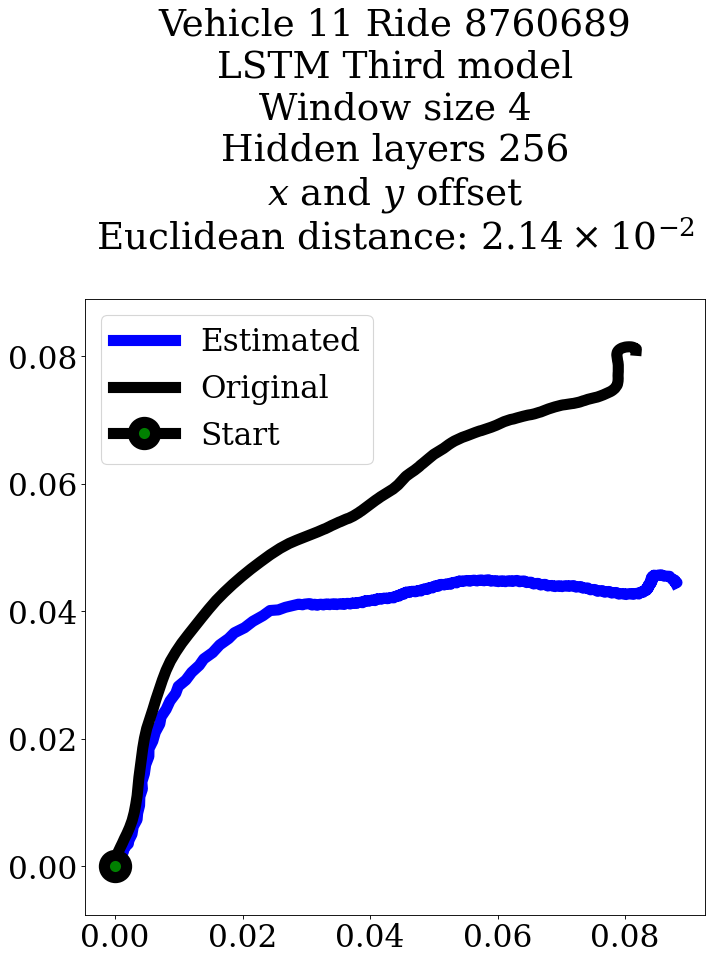 Vehicle 11 Ride 8760689
LSTM Third model
Window size 4
Hidden layers 256
x and y offset
Euclidean distance: 2.14 × 10⁻²
Estimated
Original
Start
0.08
0.06
0.04
0.02
0.00
0.00 0.02 0.04 0.06 0.08